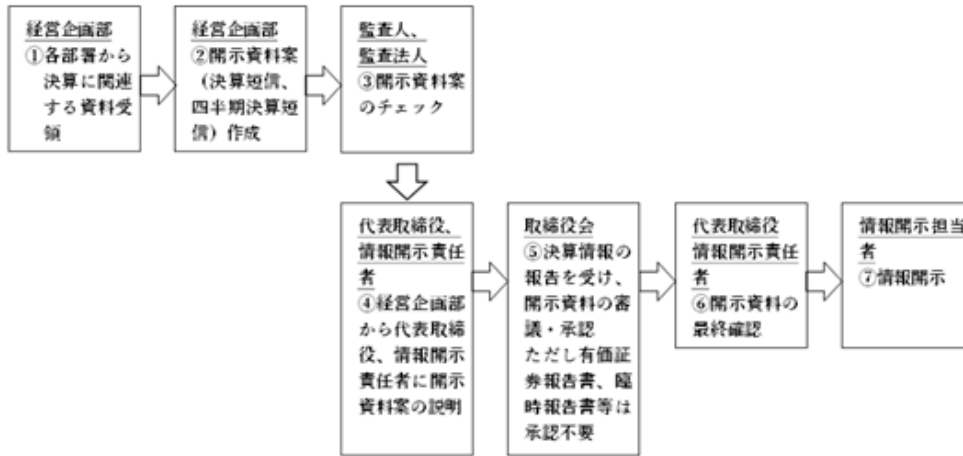 経営企画部
①各部署から
決算に関連
する資料受
領
経営企画部
②開示資料案
（決算短信、
四半期決算短
信）作成
監査人、
監査法人
③開示資料案
のチェック
代表取締役、
情報開示責任
者
④経営企画部
から代表取締
役、情報開示
責任者に開示
資料案の説明
取締役会
⑤決算情報の
報告を受け、
開示資料の審
議・承認
ただし有価証
券報告書、臨
時報告書等は
承認不要
代表取締役
情報開示責任
者
⑥開示資料の
最終確認
情報開示担当
者
⑦情報開示